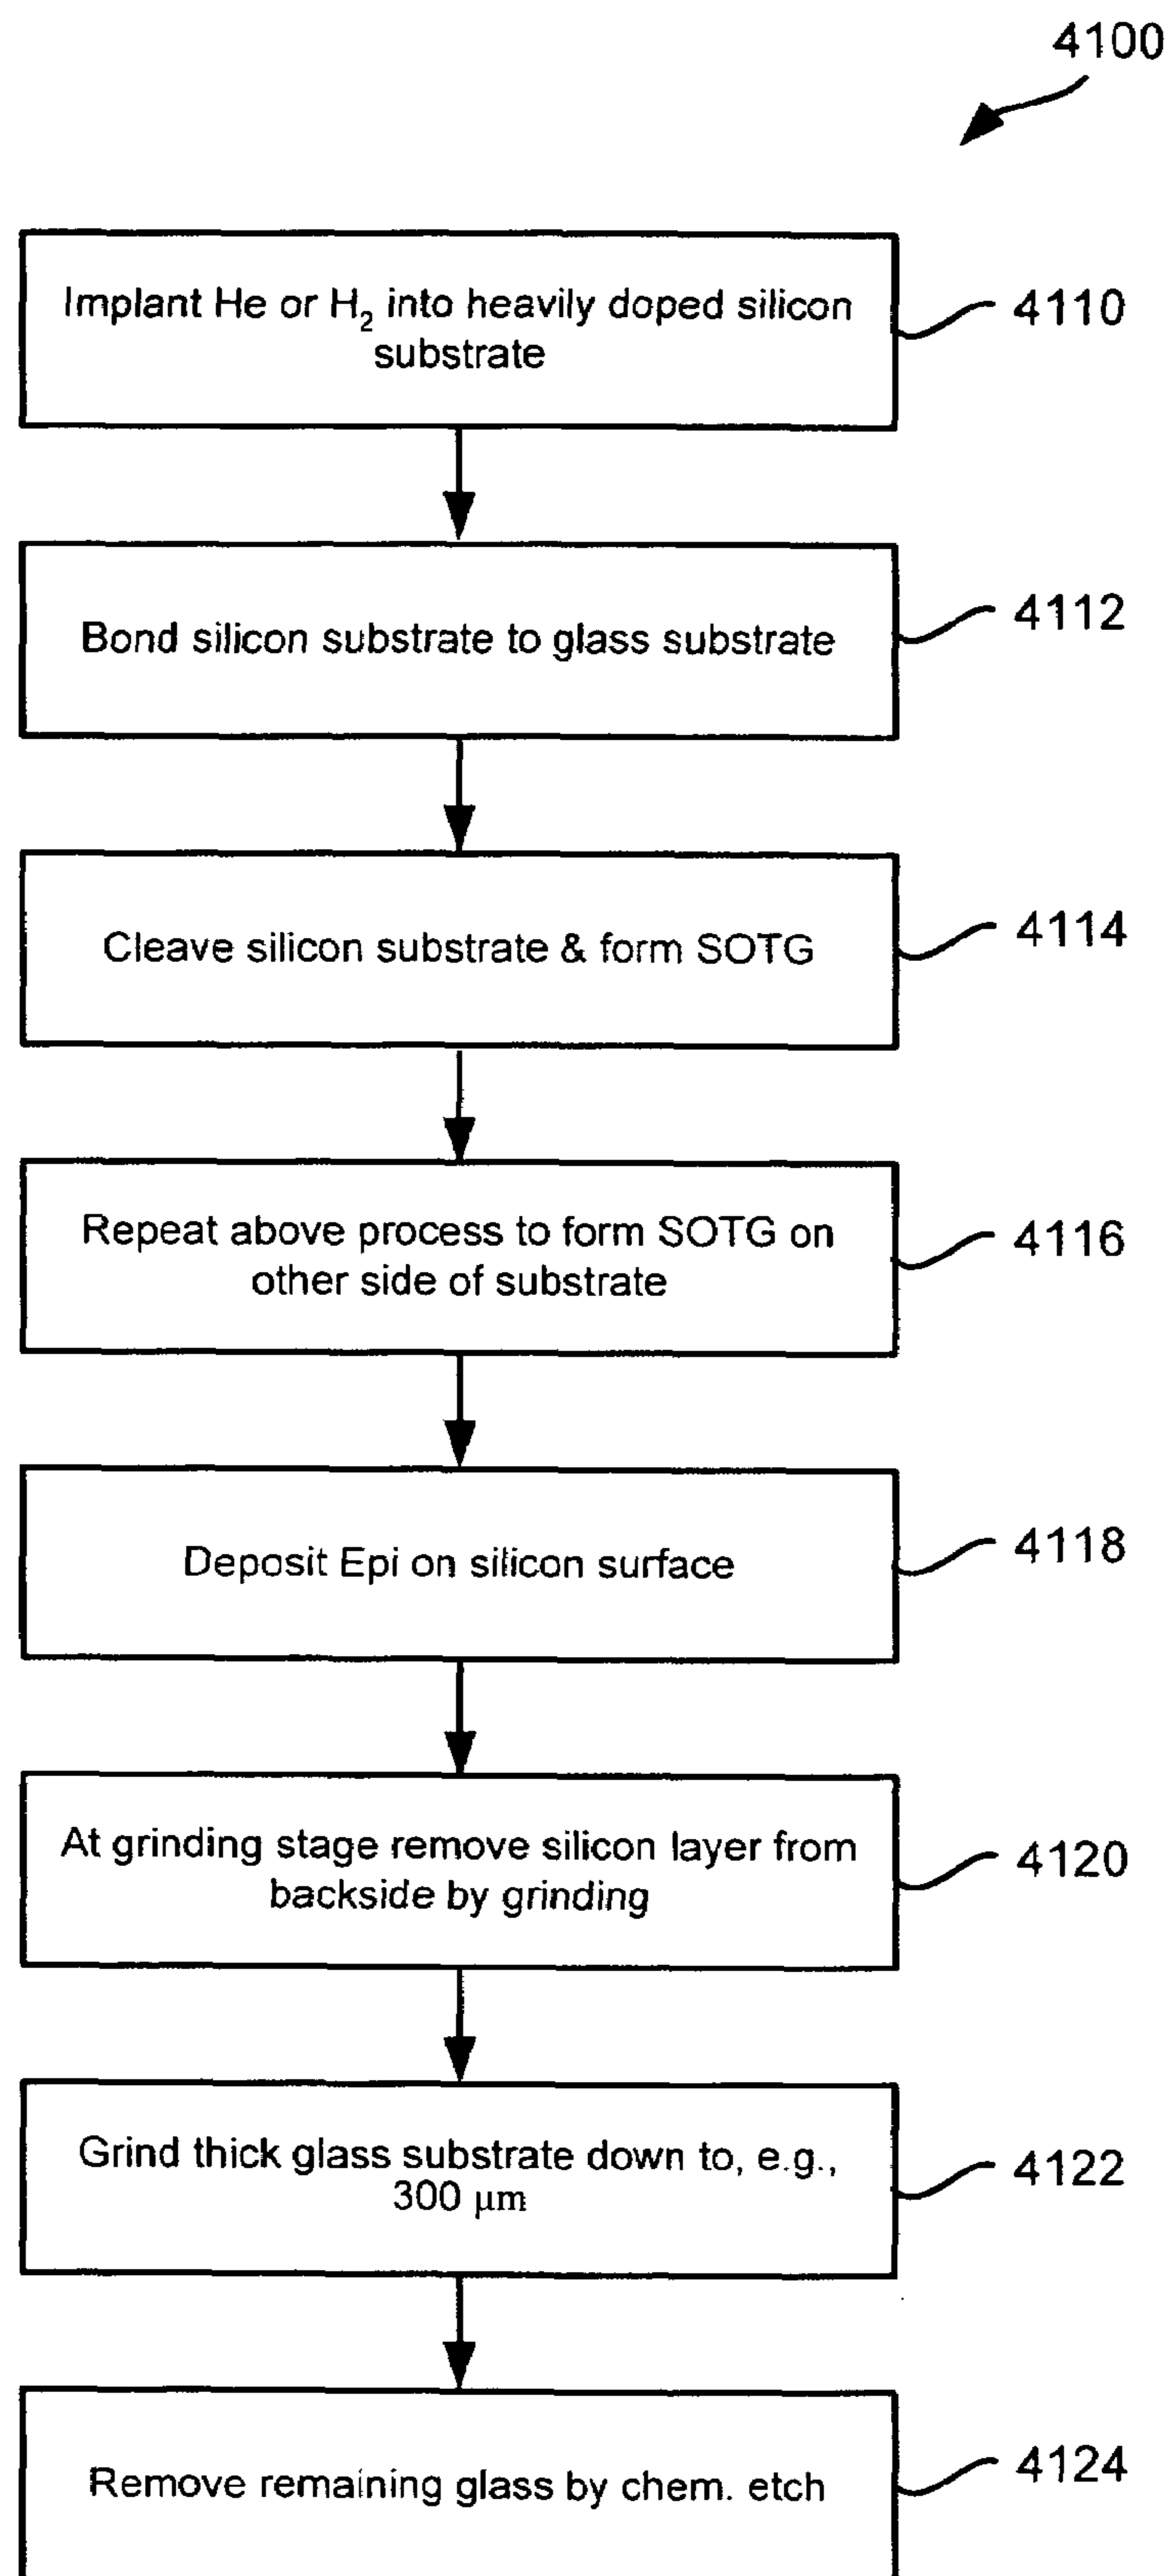 4100
Implant He or H₂ into heavily doped silicon
substrate
4110
Bond silicon substrate to glass substrate
4112
Cleave silicon substrate & form SOTG
4114
Repeat above process to form SOTG on
other side of substrate
4116
Deposit Epi on silicon surface
4118
At grinding stage remove silicon layer from
backside by grinding
4120
Grind thick glass substrate down to, e.g.,
300 µm
4122
Remove remaining glass by chem. etch
4124